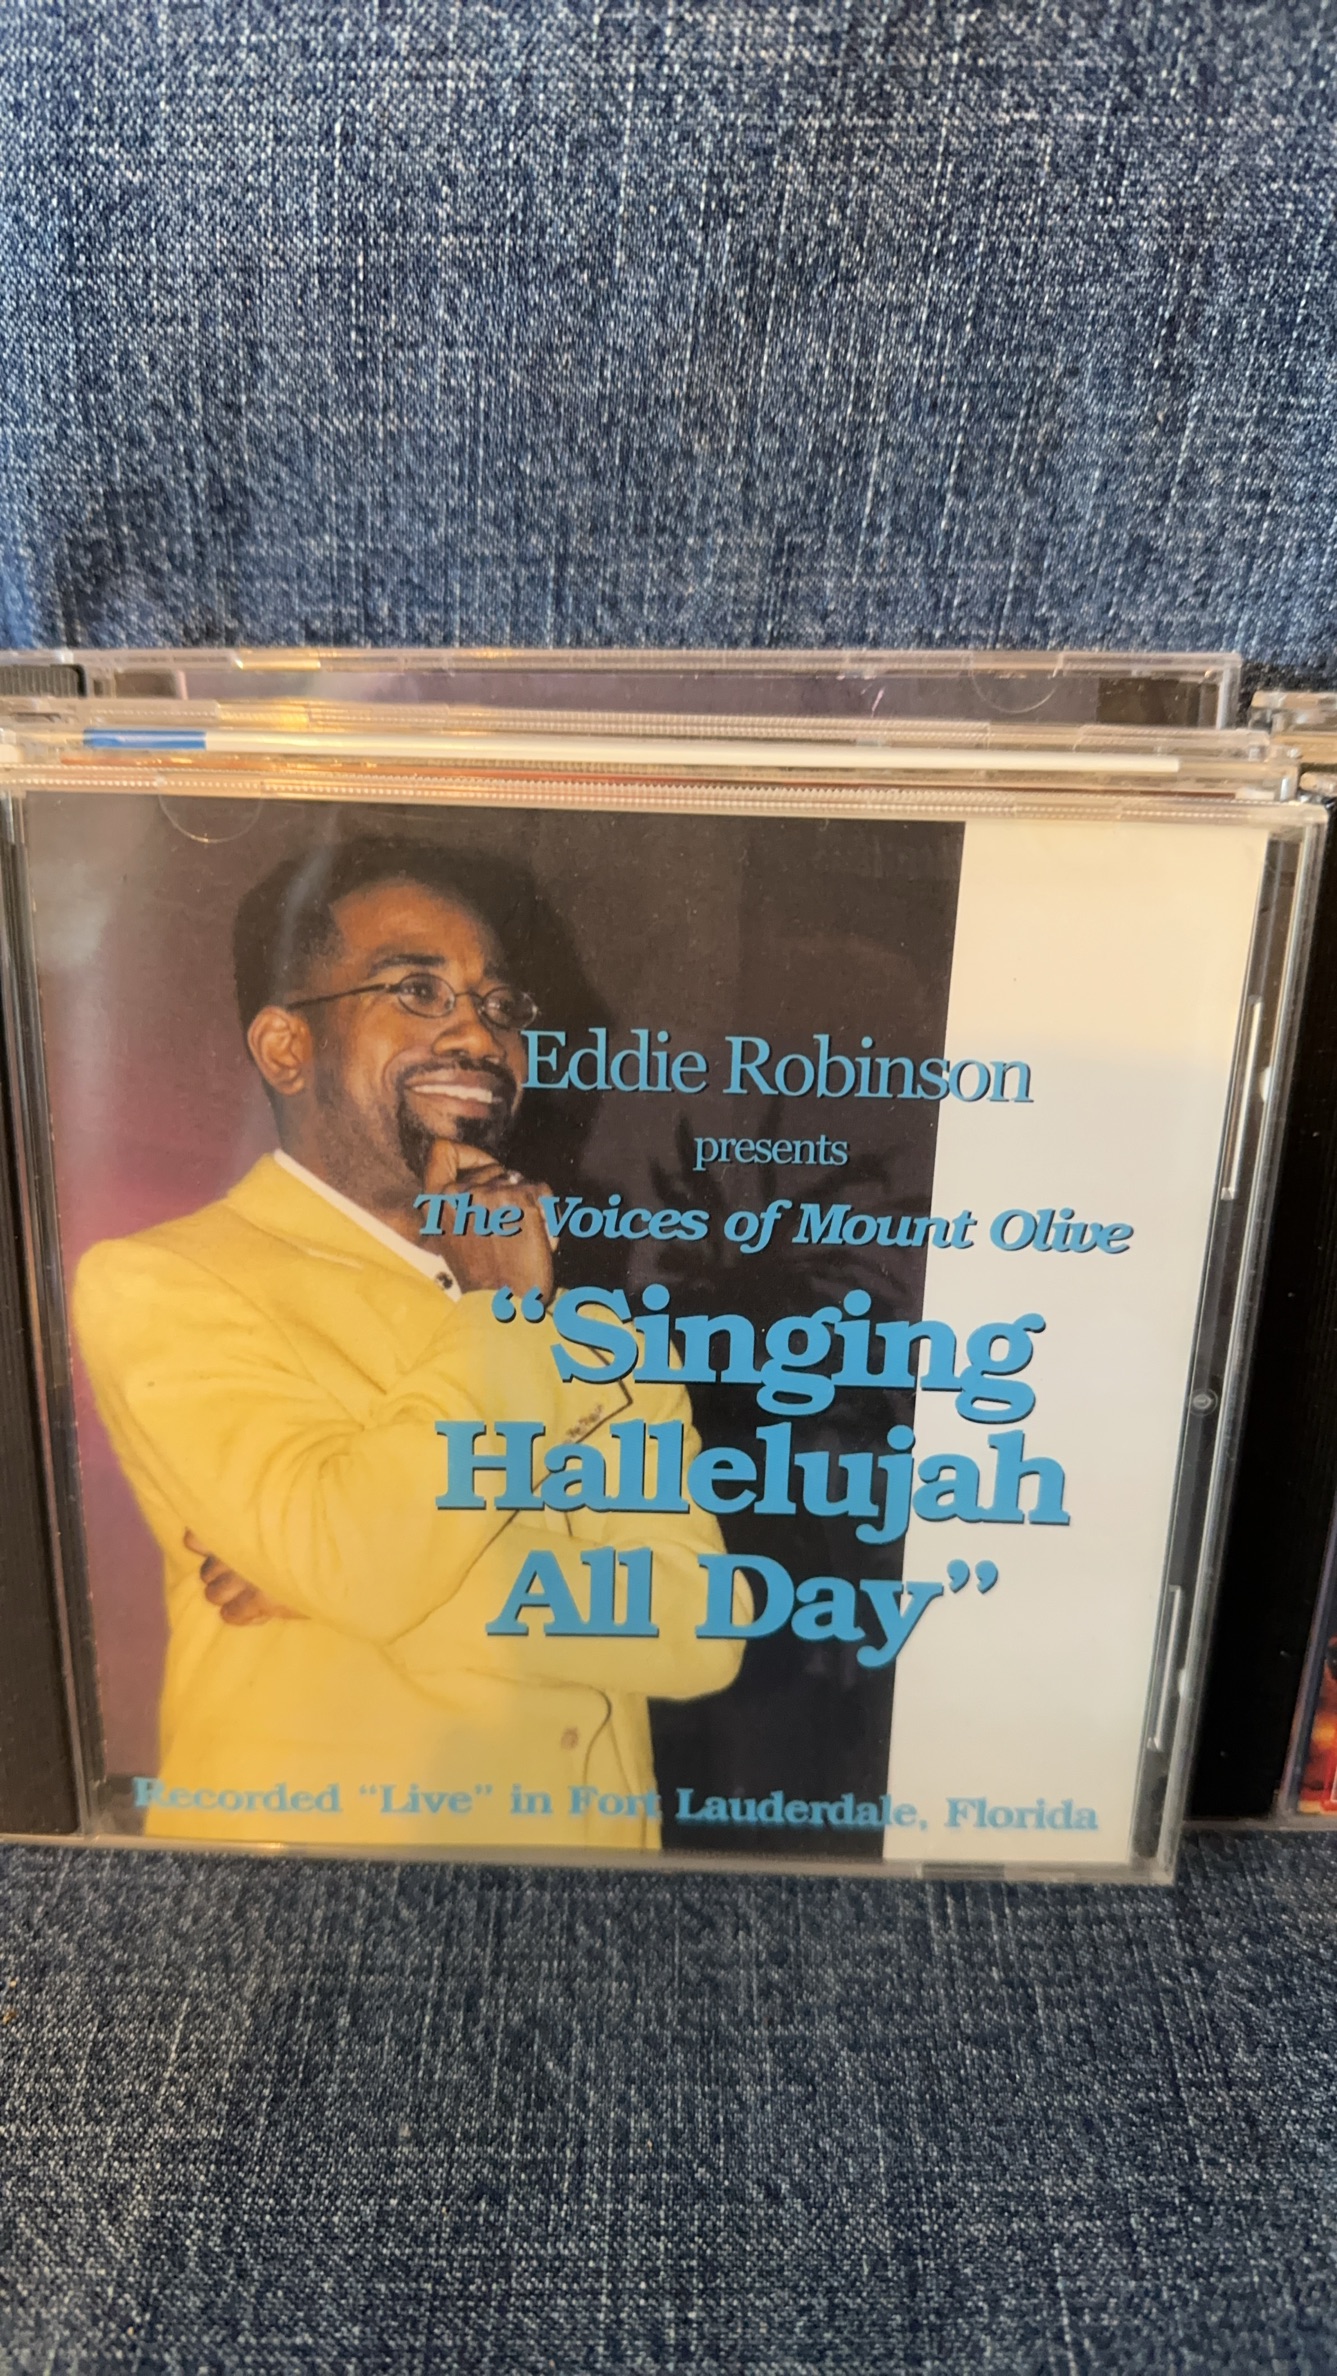 Eddie Robinson
presents
The Voices of Mount Olive
“Singing
Hallelujah
All Day”
Recorded “Live” in Fort Lauderdale, Florida